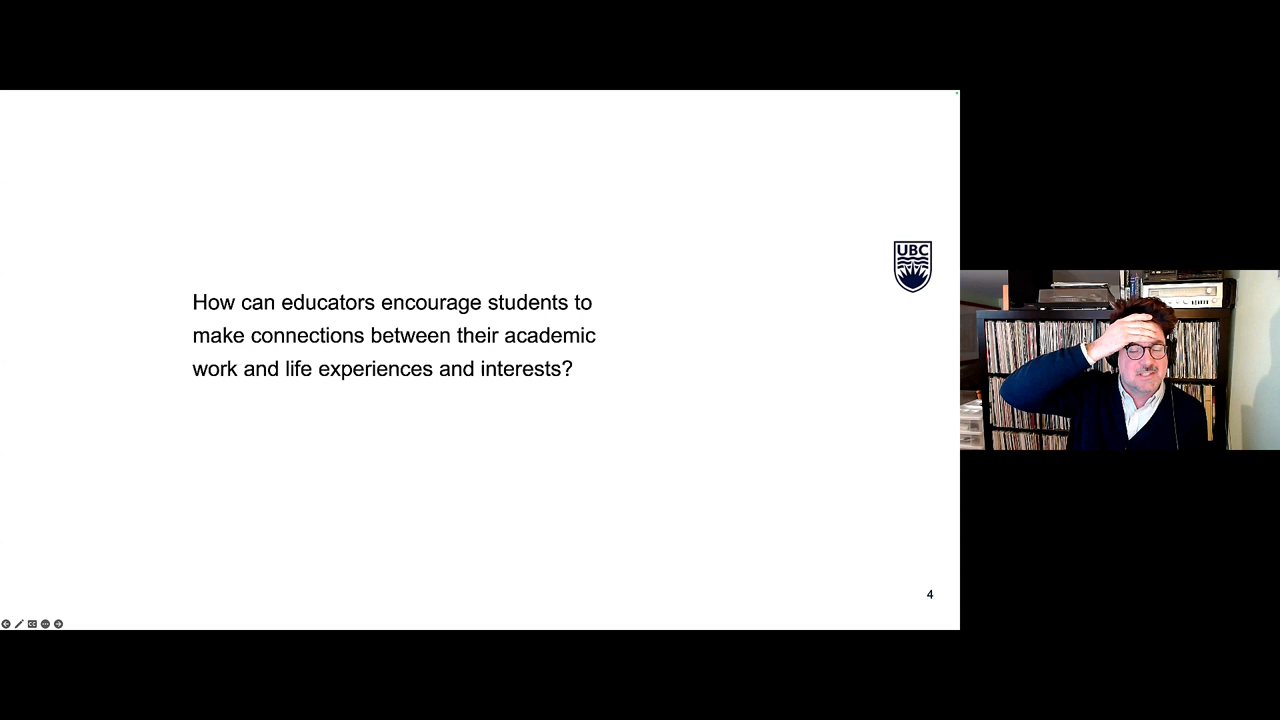 UBC
How can educators encourage students to
make connections between their academic
work and life experiences and interests?
4